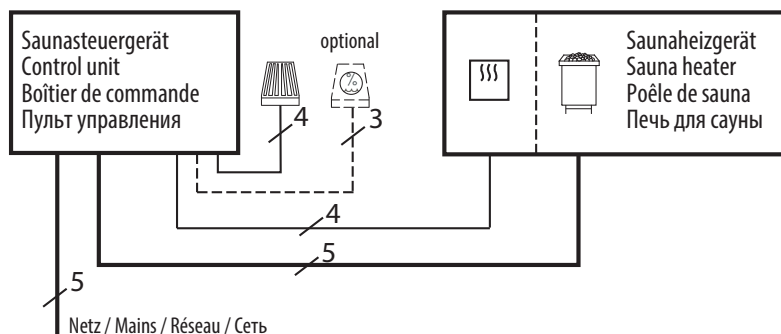 Saunasteuergerät
Control unit
Boîtier de commande
Пульт управления
optional
%
4
3
Saunaheizgerät
Sauna heater
Poêle de sauna
Печь для сауны
4
5
5
Netz / Mains / Réseau / Сеть